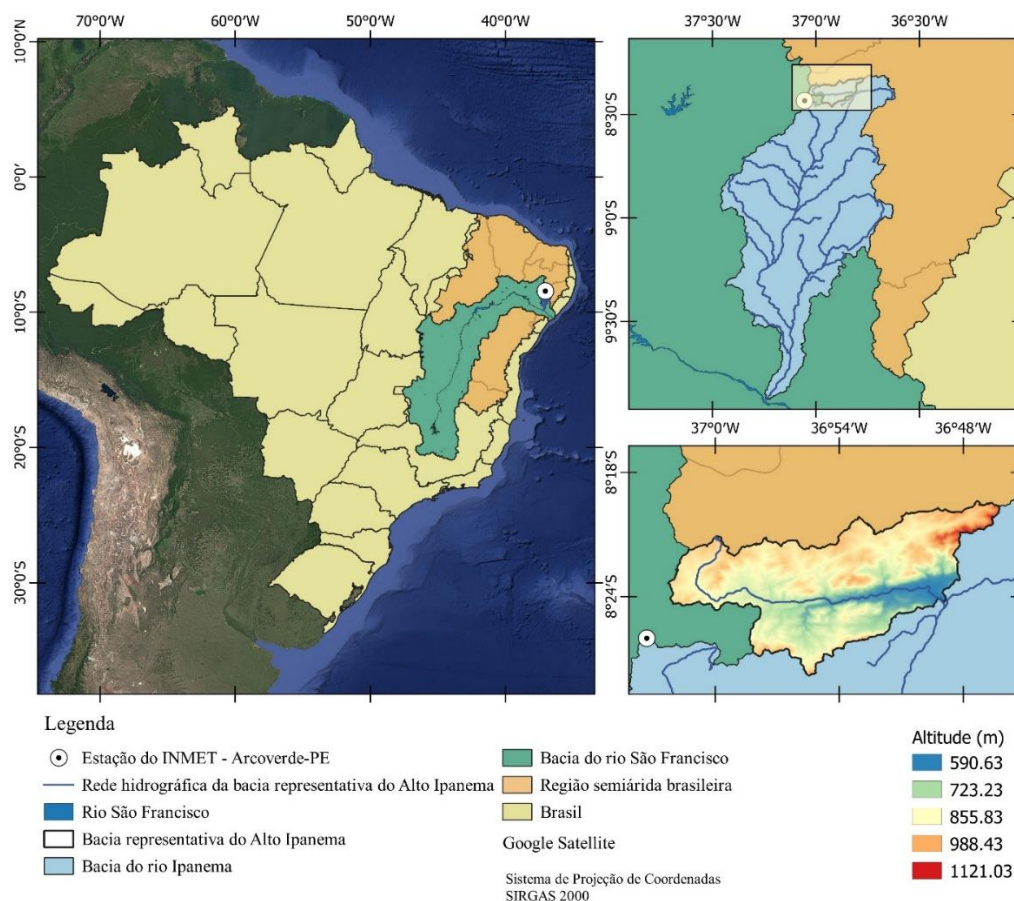 70°0'W 60°0'W 50°0'W 40°0'W
10°0'N
0°0'
10°0'S
20°0'S
30°0'S
37°30'W 37°0'W 36°30'W
8°30'S
9°0'S
9°30'S
37°0'W 36°54'W 36°48'W
8°18'S
8°24'S
Legenda
Estação do INMET - Arcoverde-PE
Rede hidrográfica da bacia representativa do Alto Ipanema
Rio São Francisco
Bacia representativa do Alto Ipanema
Bacia do rio Ipanema
Bacia do rio São Francisco
Região semiárida brasileira
Brasil
Google Satellite
Sistema de Projeção de Coordenadas
SIRGAS 2000
Altitude (m)
590.63
723.23
855.83
988.43
1121.03